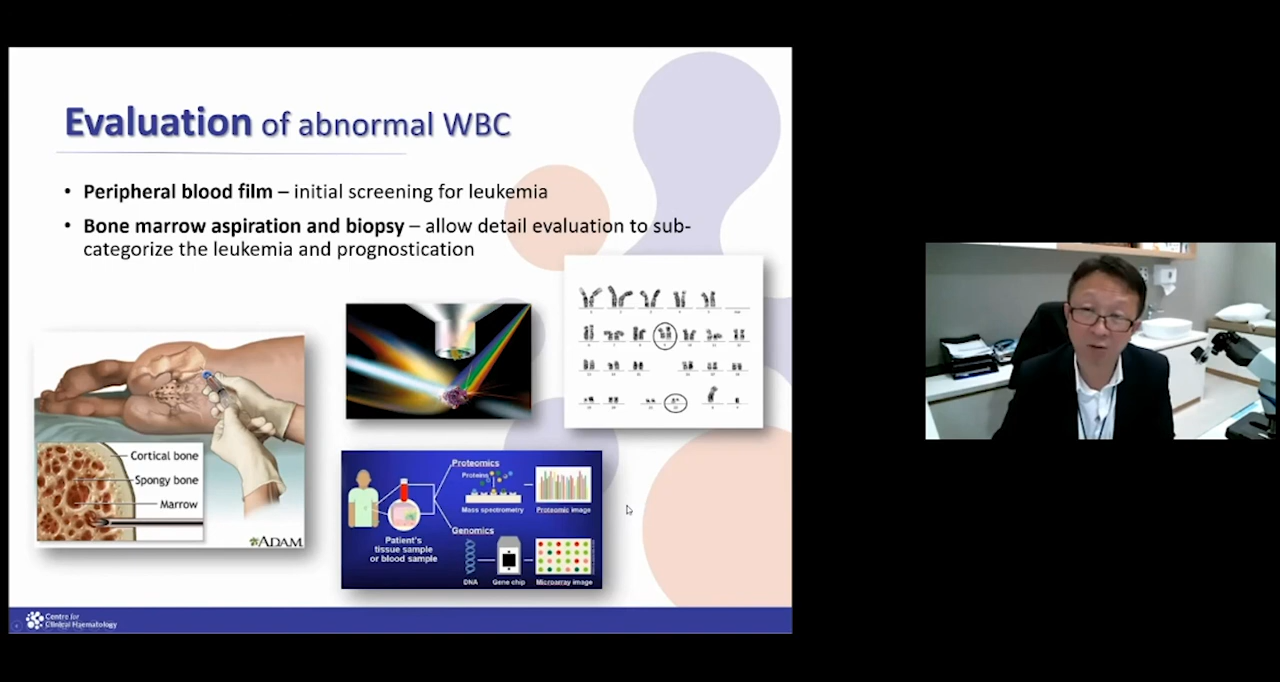 Evaluation of abnormal WBC
• Peripheral blood film – initial screening for leukemia
• Bone marrow aspiration and biopsy – allow detail evaluation to sub-
categorize the leukemia and prognostication
Cortical bone
Spongy bone
Marrow
ADAM
Proteomics
Proteins
Mass spectrometry
Proteomic image
Patient's
tissue sample
or blood sample
Genomics
DNA
Gene chip
Microarray image
Centre for
Clinical Haematology